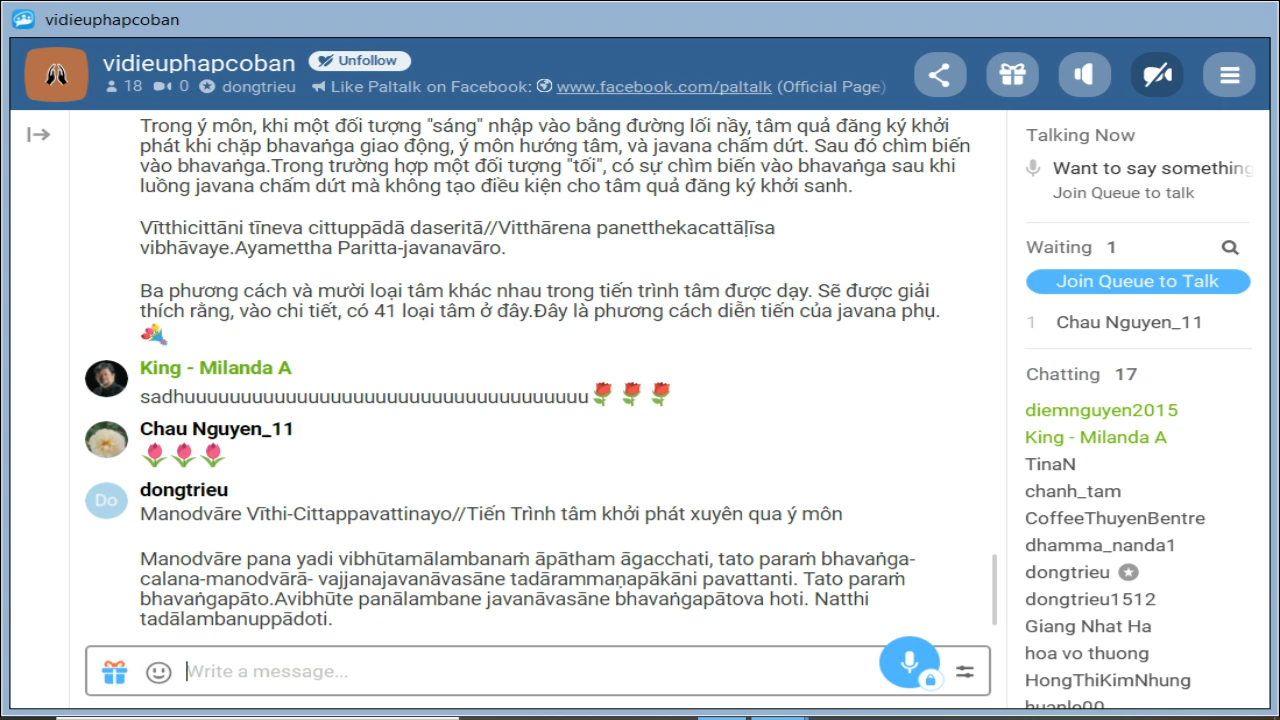 vidieuphapcoban
vidieuphapcoban Unfollow
18 0 dongtrieu Like Paltalk on Facebook: www.facebook.com/paltalk (Official Page)
Trong ý môn, khi một đối tượng "sáng" nhập vào bằng đường lối nầy, tâm quả đăng ký khởi
phát khi chặp bhavaṅga giao động, ý môn hướng tâm, và javana chấm dứt. Sau đó chìm biến
vào bhavaṅga.Trong trường hợp một đối tượng "tối", có sự chìm biến vào bhavaṅga sau khi
luồng javana chấm dứt mà không tạo điều kiện cho tâm quả đăng ký khởi sanh.
Vītthicittāni tīneva cittuppādā daseritā//Vitthārena panetthekacattāḷīsa
vibhāvaye.Ayamettha Paritta-javanavāro.
Ba phương cách và mười loại tâm khác nhau trong tiến trình tâm được dạy. Sẽ được giải
thích rằng, vào chi tiết, có 41 loại tâm ở đây.Đây là phương cách diễn tiến của javana phụ.
King - Milanda A
sadhuuuuuuuuuuuuuuuuuuuuuuuuuuuuuuuuuuuuu
Chau Nguyen_11
Do
dongtrieu
Manodvāre Vīthi-Cittappavattinayo//Tiến Trình tâm khởi phát xuyên qua ý môn
Manodvāre pana yadi vibhūtamālambanaṁ āpātham āgacchati, tato paraṁ bhavaṅga-
calana-manodvārā- vajjanajavanāvasāne tadārammaṇapākāni pavattanti. Tato paraṁ
bhavaṅgapāto.Avibhūte panālambane javanāvasāne bhavaṅgapātova hoti. Natthi
tadālambanuppādoti.
Write a message...
Talking Now
Want to say something
Join Queue to talk
Waiting 1
Join Queue to Talk
1 Chau Nguyen_11
Chatting 17
diemnguyen2015
King - Milanda A
TinaN
chanh_tam
CoffeeThuyenBentre
dhamma_nanda1
dongtrieu
dongtrieu1512
Giang Nhat Ha
hoa vo thuong
HongThiKimNhung